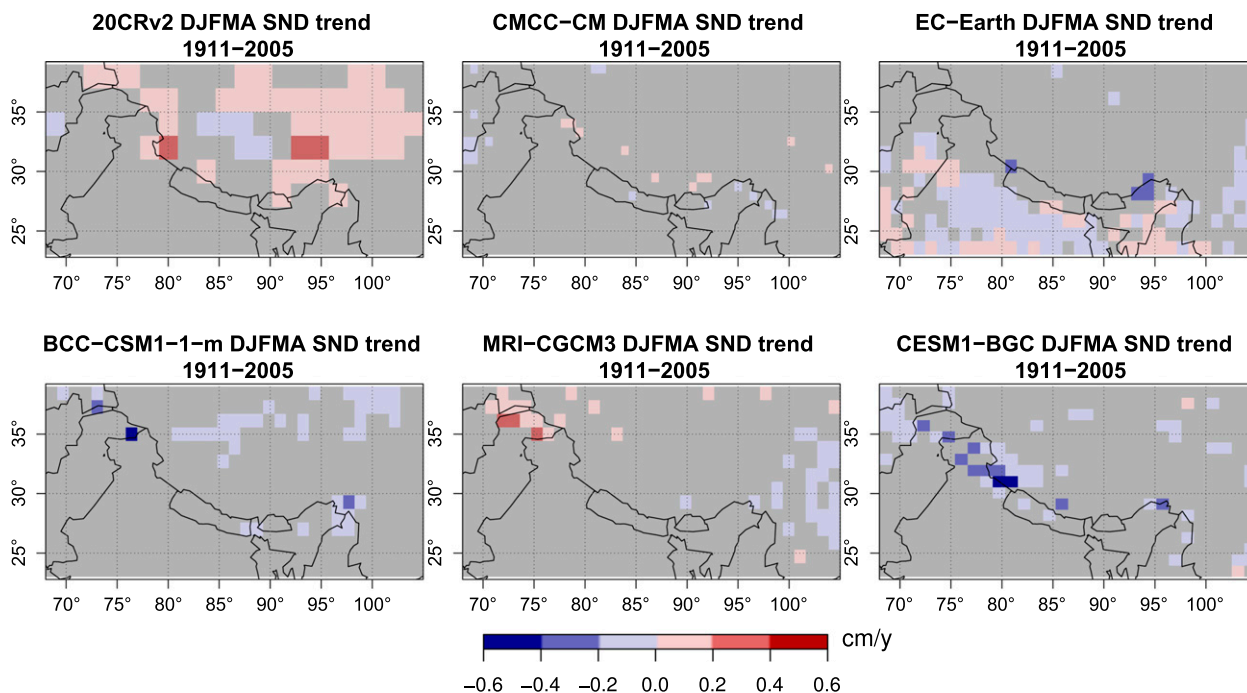 20CRv2 DJFMA SND trend
1911−2005
CMCC−CM DJFMA SND trend
1911−2005
EC−Earth DJFMA SND trend
1911−2005
35°
30°
25°
70° 75° 80° 85° 90° 95° 100°
35°
30°
25°
70° 75° 80° 85° 90° 95° 100°
35°
30°
25°
70° 75° 80° 85° 90° 95° 100°
BCC−CSM1−1−m DJFMA SND trend
1911−2005
MRI−CGCM3 DJFMA SND trend
1911−2005
CESM1−BGC DJFMA SND trend
1911−2005
35°
30°
25°
70° 75° 80° 85° 90° 95° 100°
35°
30°
25°
70° 75° 80° 85° 90° 95° 100°
35°
30°
25°
70° 75° 80° 85° 90° 95° 100°
cm/y
−0.6 −0.4 −0.2 0.0 0.2 0.4 0.6